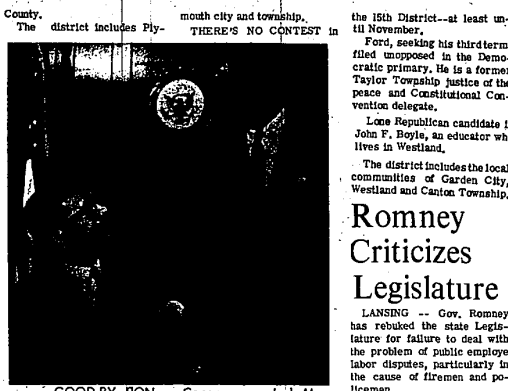 County.
The district includes Ply-
mouth city and township.
THERE'S NO CONTEST in
the 15th District--at least un-
til November.
Ford, seeking his third term
filed unopposed in the Demo-
cratic primary. He is a former
Taylor Township justice of the
peace and Constitutional Con-
vention delegate.
Lone Republican candidate i
John F. Boyle, an educator wh
lives in Westland.
The district includes the local
communities of Garden City,
Westland and Canton Township.
Romney
Criticizes
Legislature
LANSING -- Gov. Romney
has rebuked the state Legis-
lature for failure to deal with
the problem of public employe
labor disputes, particularly in
the cause of firemen and po-
licemen.